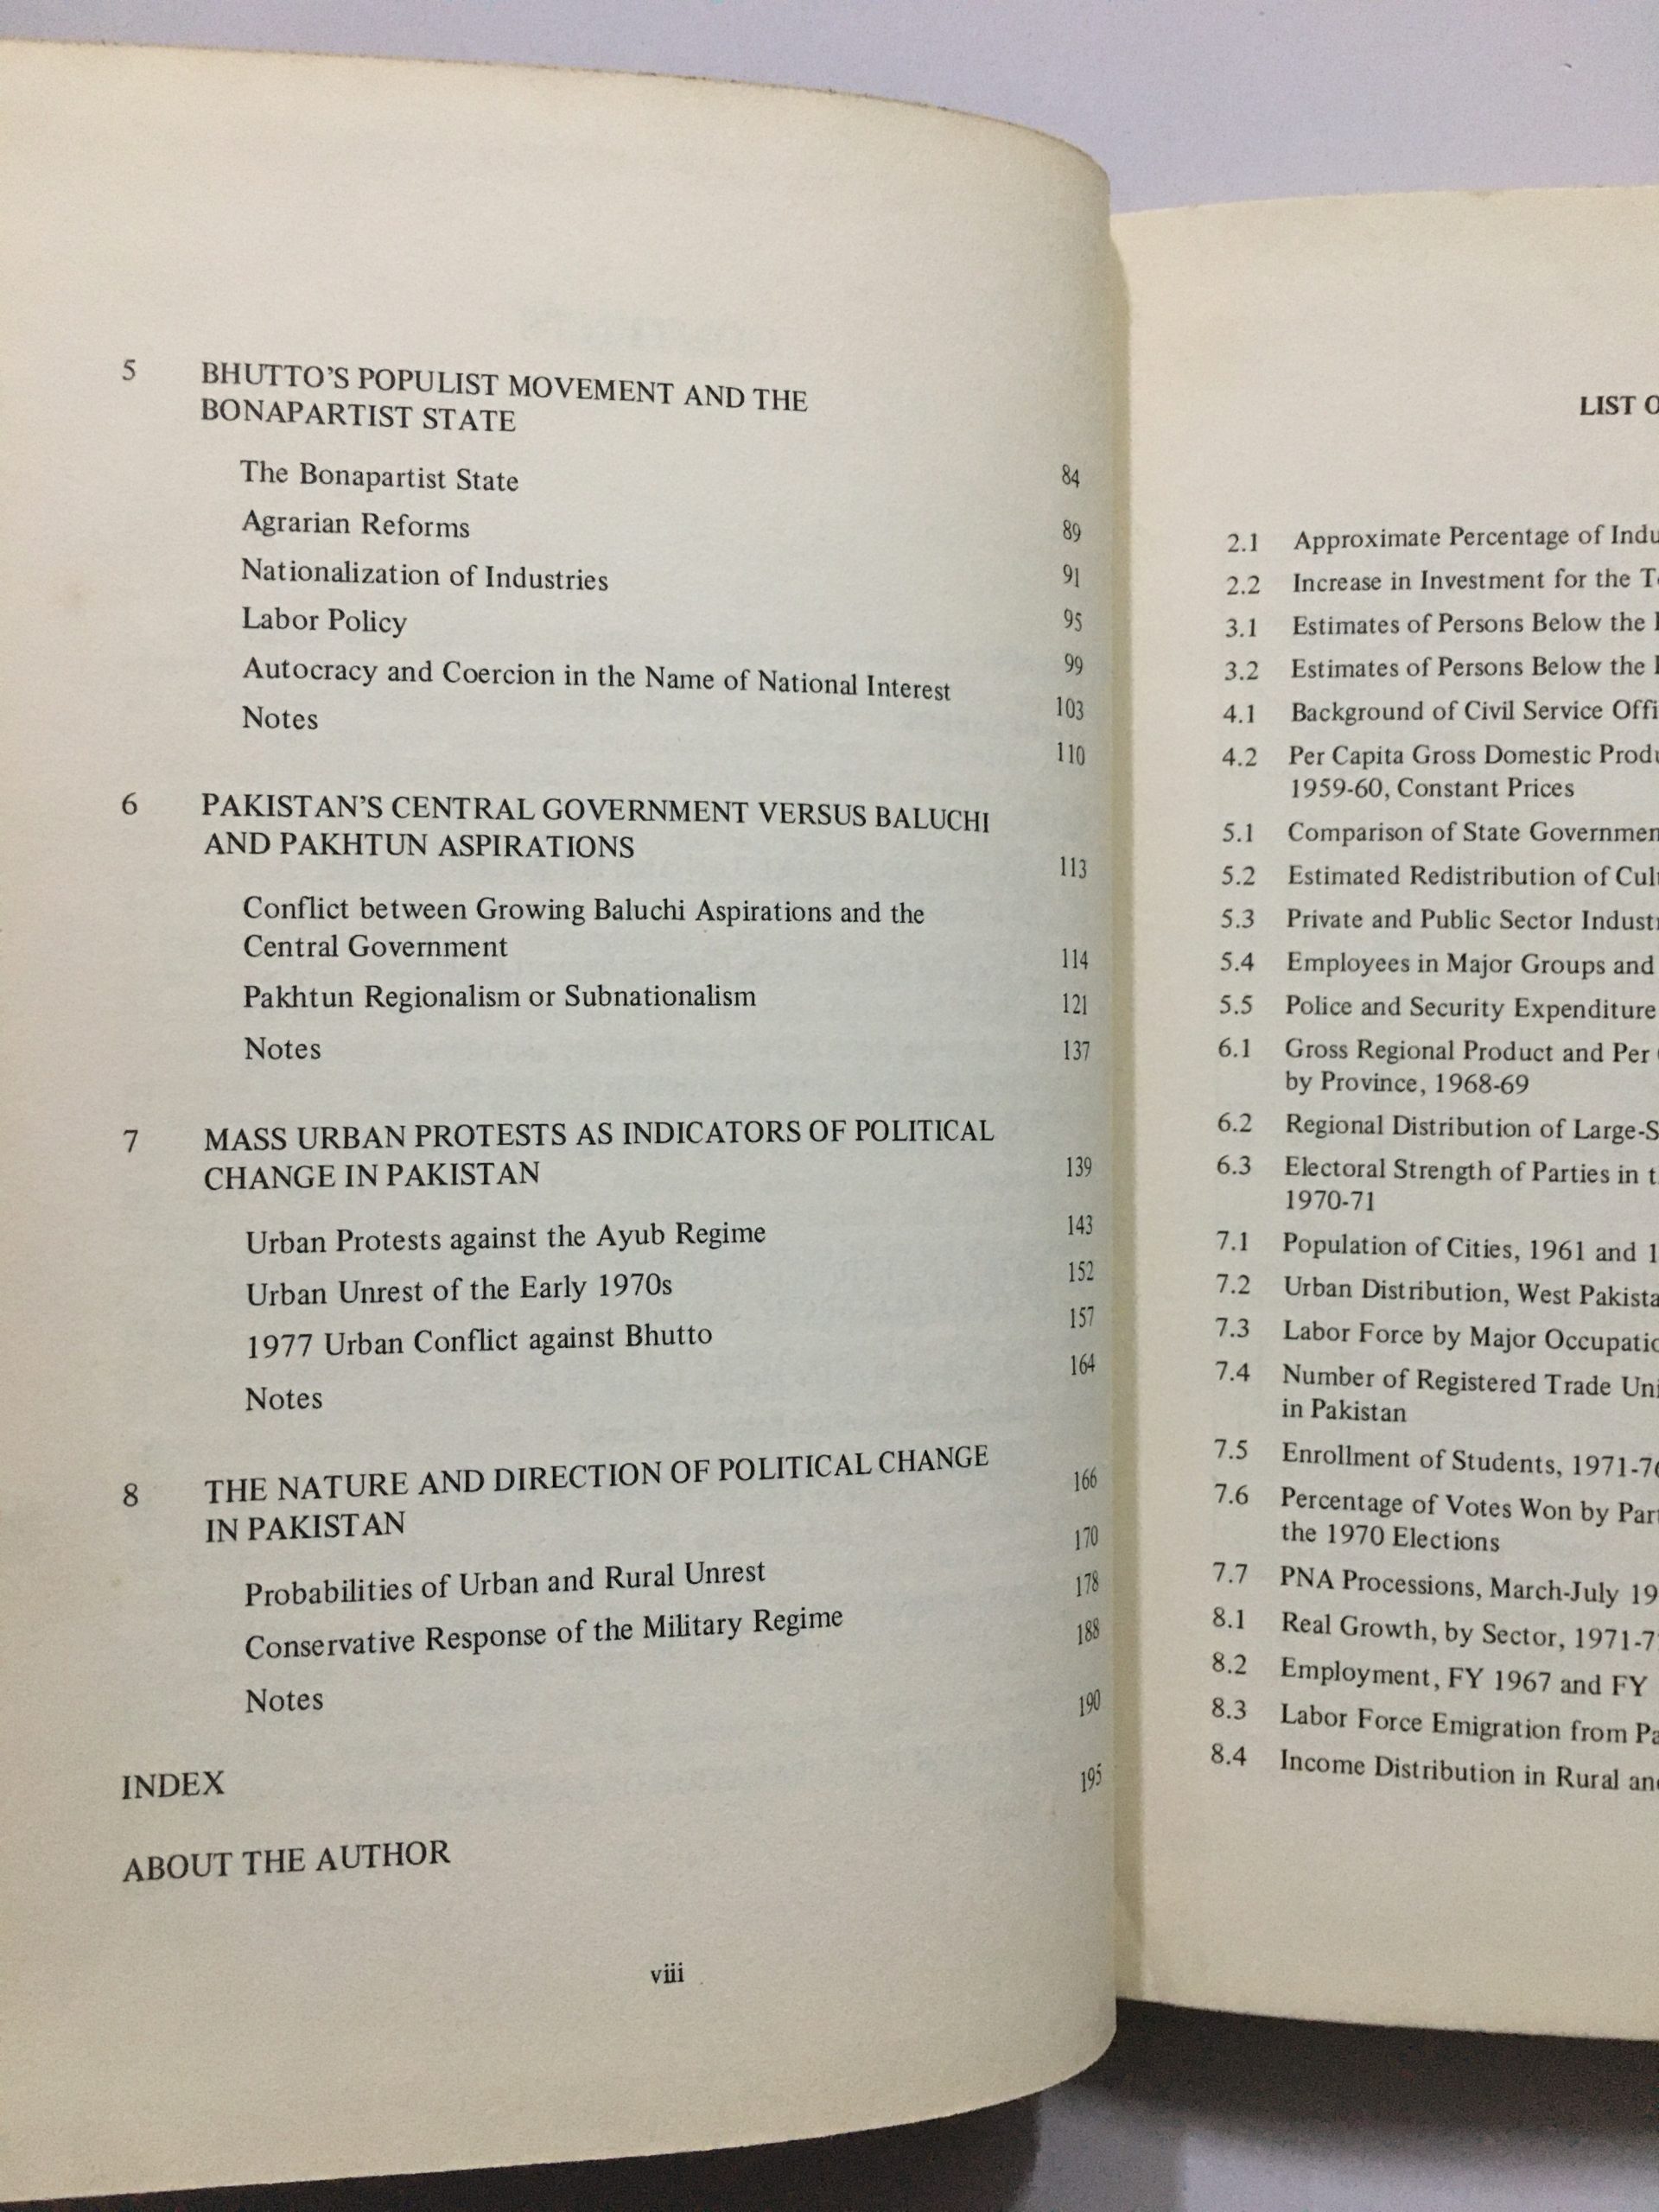 5 BHUTTO'S POPULIST MOVEMENT AND THE
BONAPARTIST STATE 84
The Bonapartist State 89
Agrarian Reforms 91
Nationalization of Industries 95
Labor Policy 99
Autocracy and Coercion in the Name of National Interest 103
Notes 110
6 PAKISTAN'S CENTRAL GOVERNMENT VERSUS BALUCHI
AND PAKHTUN ASPIRATIONS 113
Conflict between Growing Baluchi Aspirations and the
Central Government 114
Pakhtun Regionalism or Subnationalism 121
Notes 137
7 MASS URBAN PROTESTS AS INDICATORS OF POLITICAL
CHANGE IN PAKISTAN 139
Urban Protests against the Ayub Regime 143
Urban Unrest of the Early 1970s 152
1977 Urban Conflict against Bhutto 157
Notes 164
8 THE NATURE AND DIRECTION OF POLITICAL CHANGE
IN PAKISTAN 166
Probabilities of Urban and Rural Unrest 170
Conservative Response of the Military Regime 178
Notes 188
INDEX 190
ABOUT THE AUTHOR 195
viii
LIST O
2.1 Approximate Percentage of Indu
2.2 Increase in Investment for the T
3.1 Estimates of Persons Below the
3.2 Estimates of Persons Below the
4.1 Background of Civil Service Offi
4.2 Per Capita Gross Domestic Produ
1959-60, Constant Prices
5.1 Comparison of State Governmen
5.2 Estimated Redistribution of Cul
5.3 Private and Public Sector Indust
5.4 Employees in Major Groups and
5.5 Police and Security Expenditure
6.1 Gross Regional Product and Per
by Province, 1968-69
6.2 Regional Distribution of Large-S
6.3 Electoral Strength of Parties in t
1970-71
7.1 Population of Cities, 1961 and 1
7.2 Urban Distribution, West Pakista
7.3 Labor Force by Major Occupatio
7.4 Number of Registered Trade Uni
in Pakistan
7.5 Enrollment of Students, 1971-7
7.6 Percentage of Votes Won by Par
the 1970 Elections
7.7 PNA Processions, March-July 19
8.1 Real Growth, by Sector, 1971-7
8.2 Employment, FY 1967 and FY
8.3 Labor Force Emigration from Pa
8.4 Income Distribution in Rural an